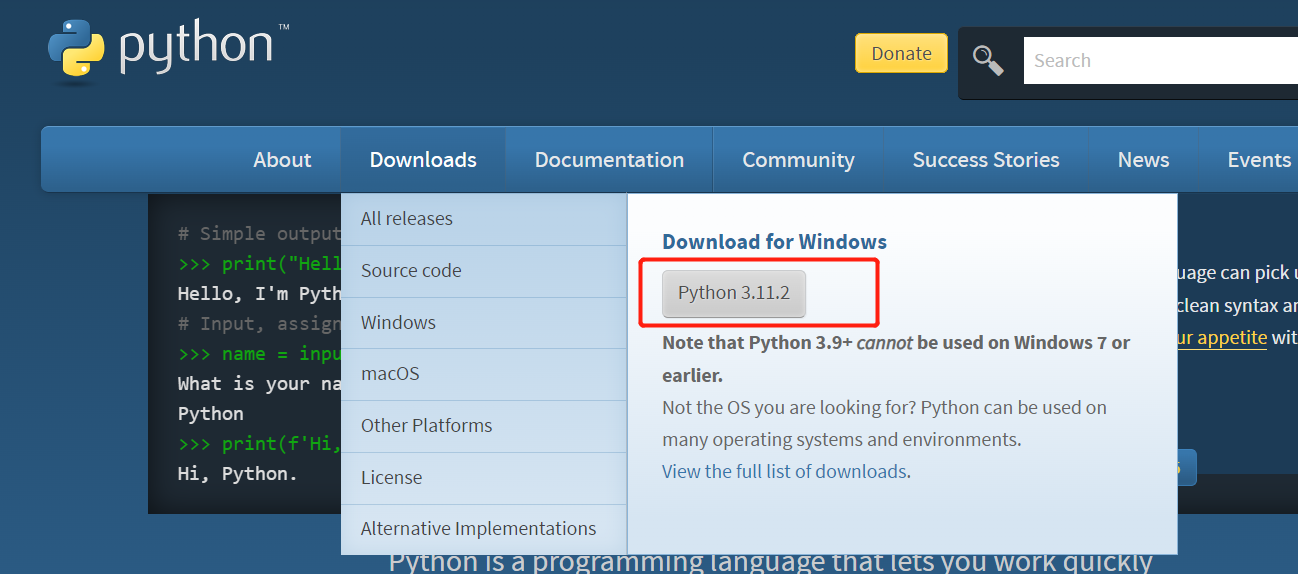 python™
Donate
Search
About
Downloads
Documentation
Community
Success Stories
News
Events
# Simple output
>>> print("Hell
Hello, I'm Pyth
# Input, assign
>>> name = inpu
What is your na
Python
>>> print(f'Hi,
Hi, Python.
All releases
Source code
Windows
macOS
Other Platforms
License
Alternative Implementations
Download for Windows
Python 3.11.2
Note that Python 3.9+ cannot be used on Windows 7 or
earlier.
Not the OS you are looking for? Python can be used on
many operating systems and environments.
View the full list of downloads.
uage can pick u
clean syntax an
ur appetite wit
Python is a programming language that lets you work quickly